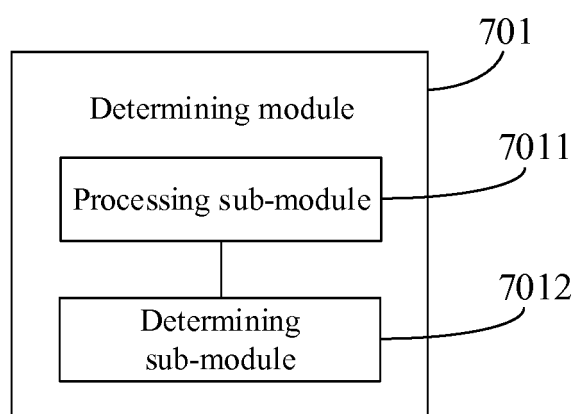 701
Determining module
7011
Processing sub-module
7012
Determining
sub-module